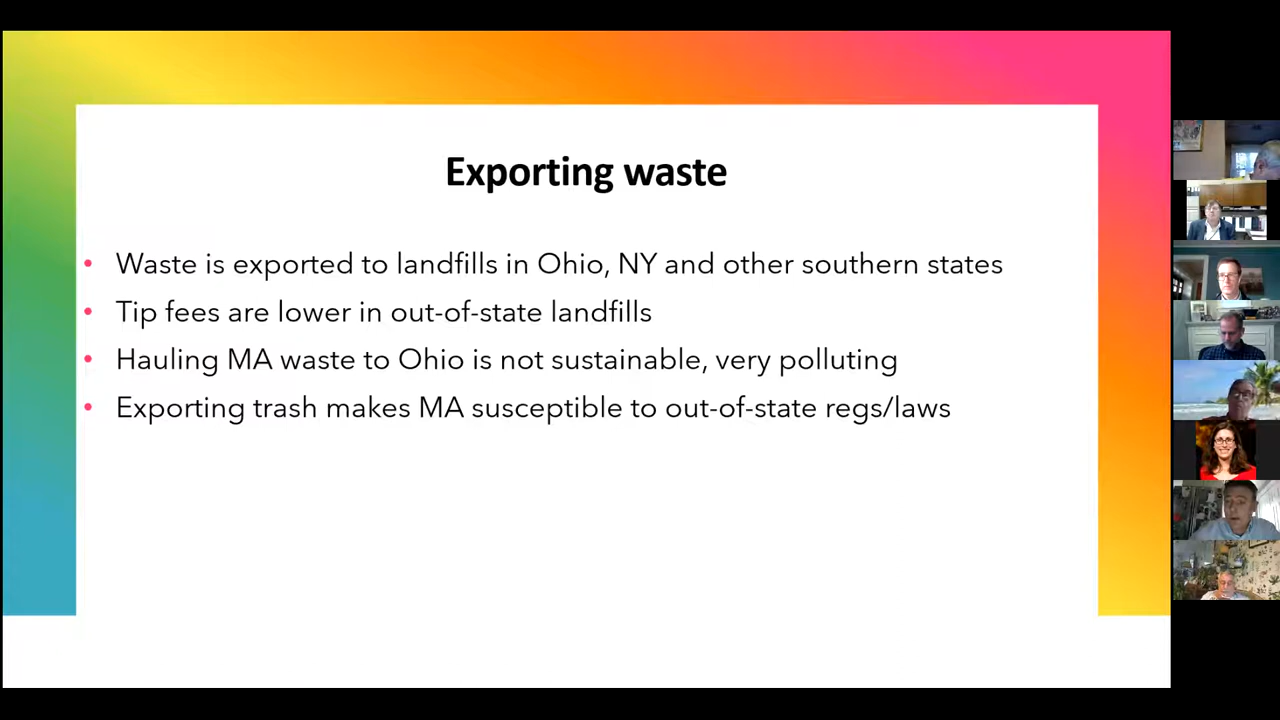 Exporting waste
• Waste is exported to landfills in Ohio, NY and other southern states
• Tip fees are lower in out-of-state landfills
• Hauling MA waste to Ohio is not sustainable, very polluting
• Exporting trash makes MA susceptible to out-of-state regs/laws